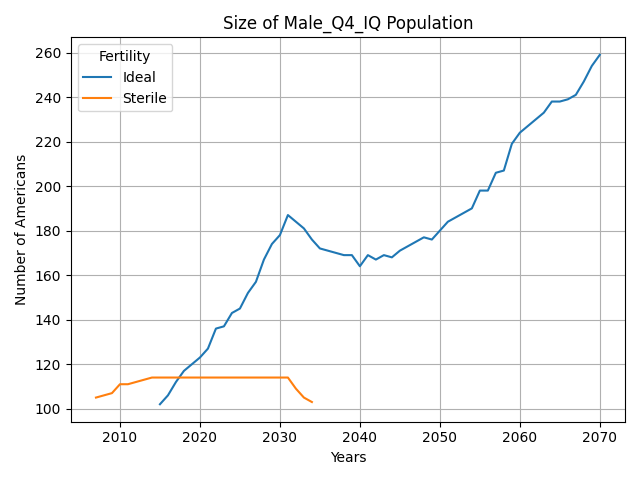 Size of Male_Q4_IQ Population
Fertility
Ideal
Sterile
Number of Americans
260
240
220
200
180
160
140
120
100
2010 2020 2030 2040 2050 2060 2070
Years